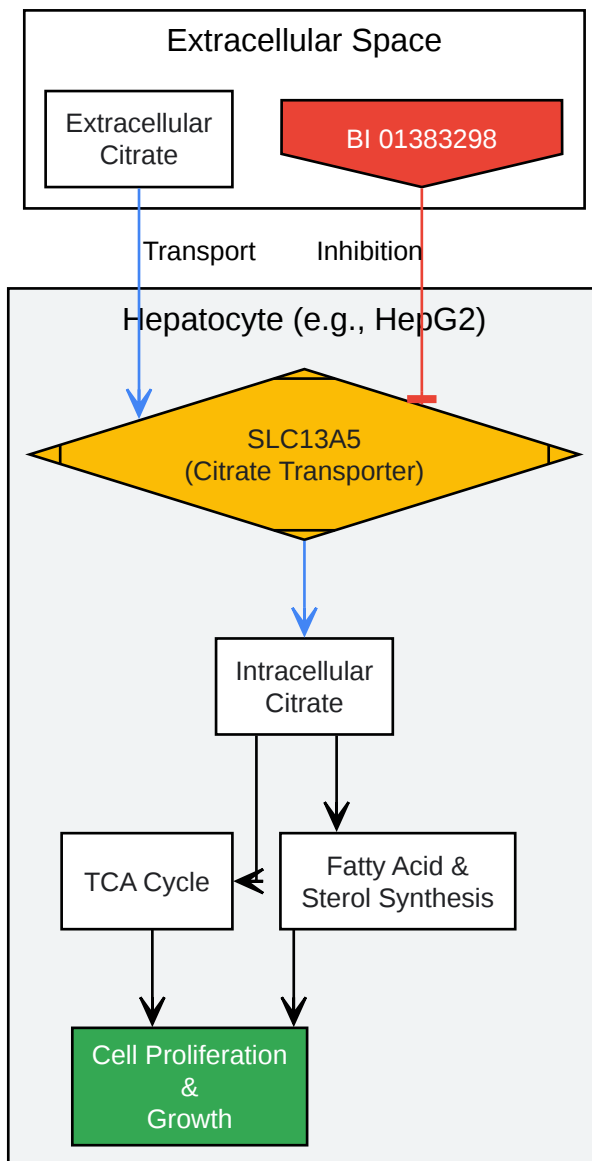 Extracellular Space
Extracellular
Citrate
BI 01383298
Transport
Inhibition
Hepatocyte (e.g., HepG2)
SLC13A5
(Citrate Transporter)
Intracellular
Citrate
TCA Cycle
Fatty Acid &
Sterol Synthesis
Cell Proliferation
&
Growth